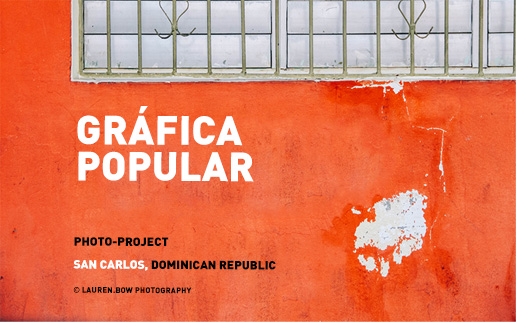 GRÁFICA
POPULAR
PHOTO-PROJECT
SAN CARLOS, DOMINICAN REPUBLIC
© LAUREN.BOW PHOTOGRAPHY